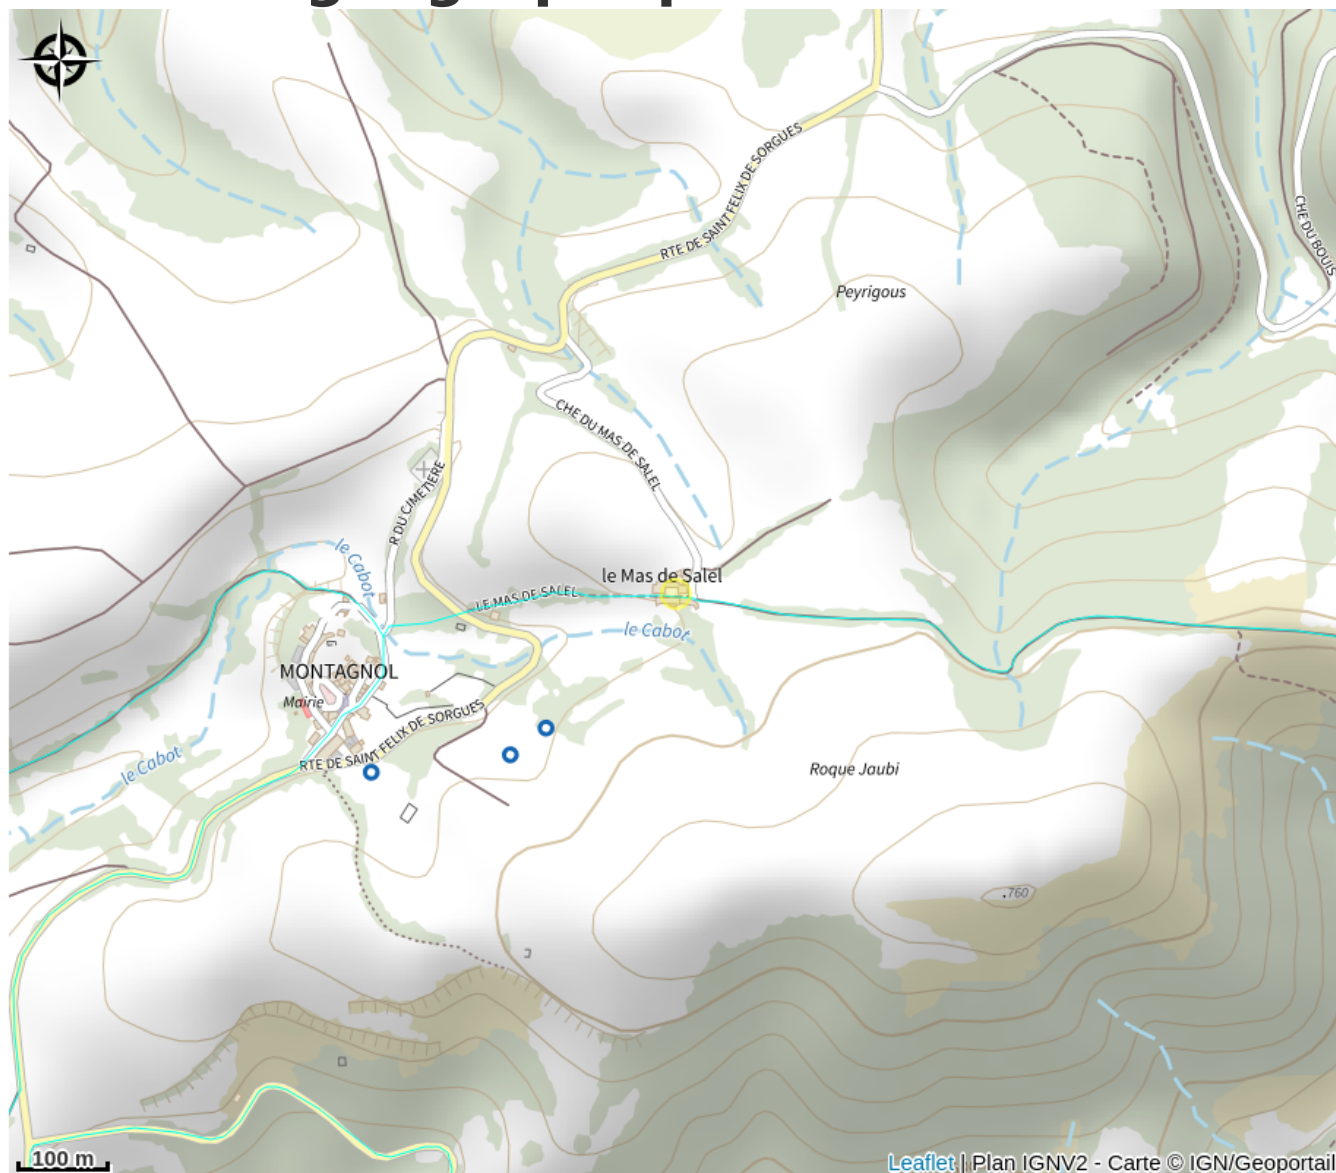 RTE DE SAINT FELIX DE SORGUES
CHE DU BOUIS
Peyrigous
CHE DU MAS DE SALEL
R DU CIMETIERE
le Cabot
le Mas de Salel
LE MAS DE SALEL
le Cabot
MONTAGNOL
Mairie
RTE DE SAINT FELIX DE SORGUES
le Cabot
Roque Jaubi
.760
100 m
Leaflet | Plan IGNV2 - Carte © IGN/Geoportail